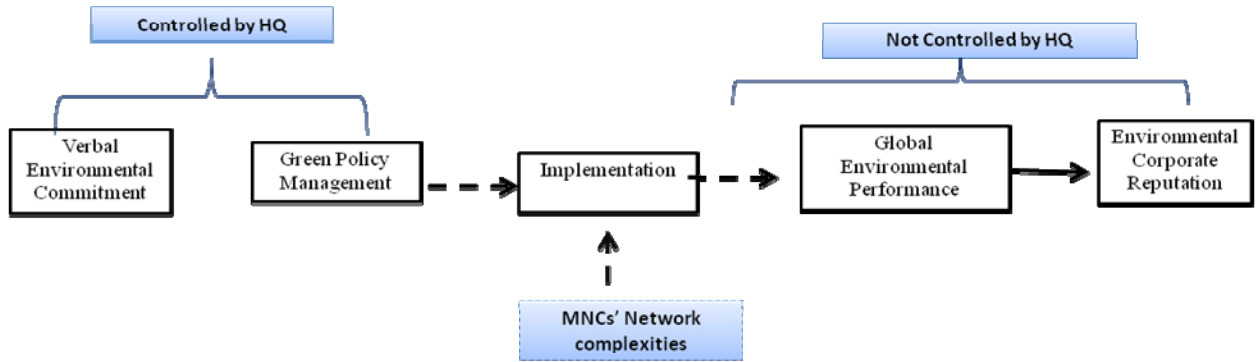 Controlled by HQ
Not Controlled by HQ
Verbal
Environmental
Commitment
Green Policy
Management
Implementation
Global
Environmental
Performance
Environmental
Corporate
Reputation
MNCs' Network
complexities